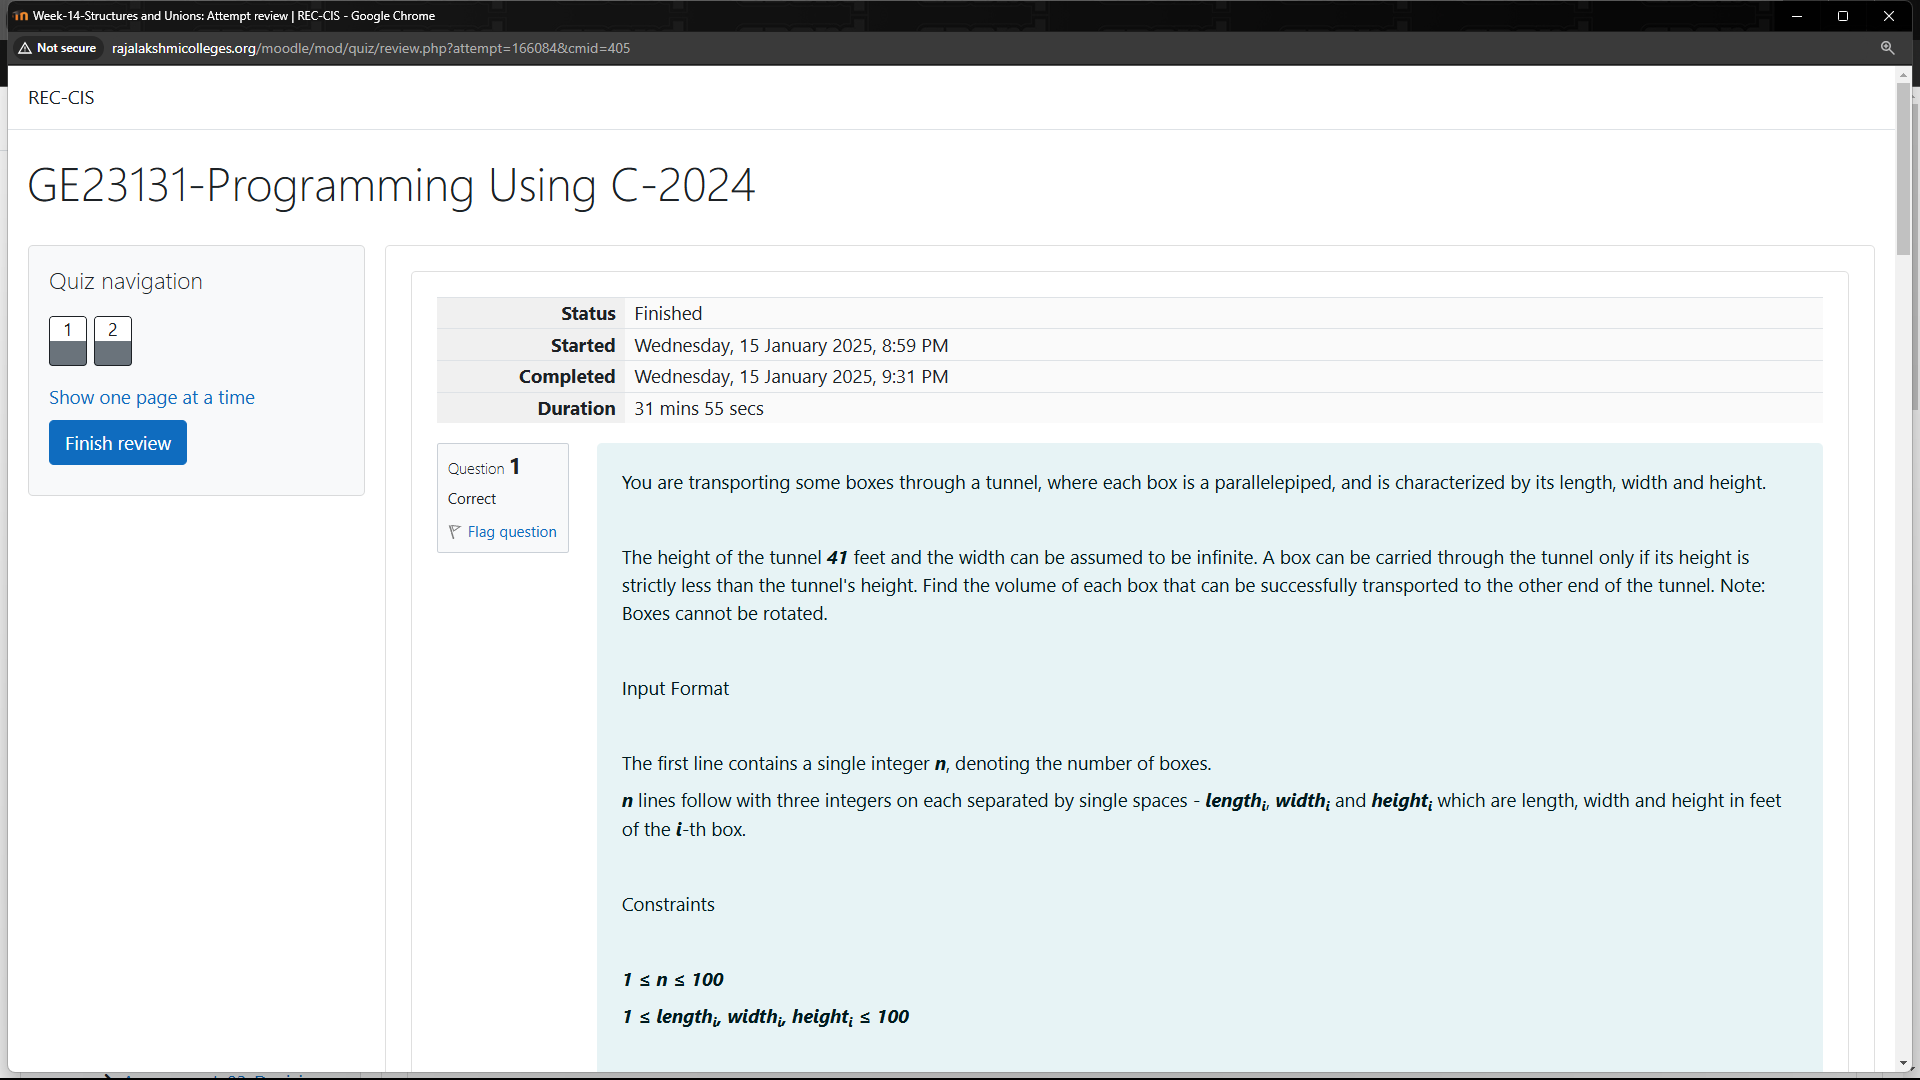 Week-14-Structures and Unions: Attempt review | REC-CIS - Google Chrome
Not secure rajalakshmicolleges.org/moodle/mod/quiz/review.php?attempt=166084&cmid=405
REC-CIS
GE23131-Programming Using C-2024
Quiz navigation
1 2
Show one page at a time
Finish review
Status Finished
Started Wednesday, 15 January 2025, 8:59 PM
Completed Wednesday, 15 January 2025, 9:31 PM
Duration 31 mins 55 secs
Question 1
Correct
Flag question
You are transporting some boxes through a tunnel, where each box is a parallelepiped, and is characterized by its length, width and height.
The height of the tunnel 41 feet and the width can be assumed to be infinite. A box can be carried through the tunnel only if its height is
strictly less than the tunnel's height. Find the volume of each box that can be successfully transported to the other end of the tunnel. Note:
Boxes cannot be rotated.
Input Format
The first line contains a single integer n, denoting the number of boxes.
n lines follow with three integers on each separated by single spaces - lengthi, widthi and heighti which are length, width and height in feet
of the i-th box.
Constraints
1 ≤ n ≤ 100
1 ≤ lengthi, widthi, heighti ≤ 100